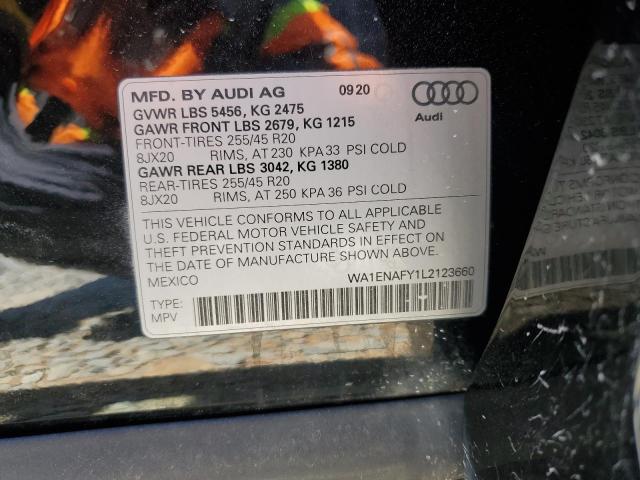 MFD. BY AUDI AG 09 20
GVWR LBS 5456, KG 2475
GAWR FRONT LBS 2679, KG 1215
FRONT-TIRES 255/45 R20
8JX20 RIMS, AT 230 KPA 33 PSI COLD
GAWR REAR LBS 3042, KG 1380
REAR-TIRES 255/45 R20
8JX20 RIMS, AT 250 KPA 36 PSI COLD
Audi
THIS VEHICLE CONFORMS TO ALL APPLICABLE
U.S. FEDERAL MOTOR VEHICLE SAFETY AND
THEFT PREVENTION STANDARDS IN EFFECT ON
THE DATE OF MANUFACTURE SHOWN ABOVE.
MEXICO WA1ENAFY1L2123660
TYPE:
MPV